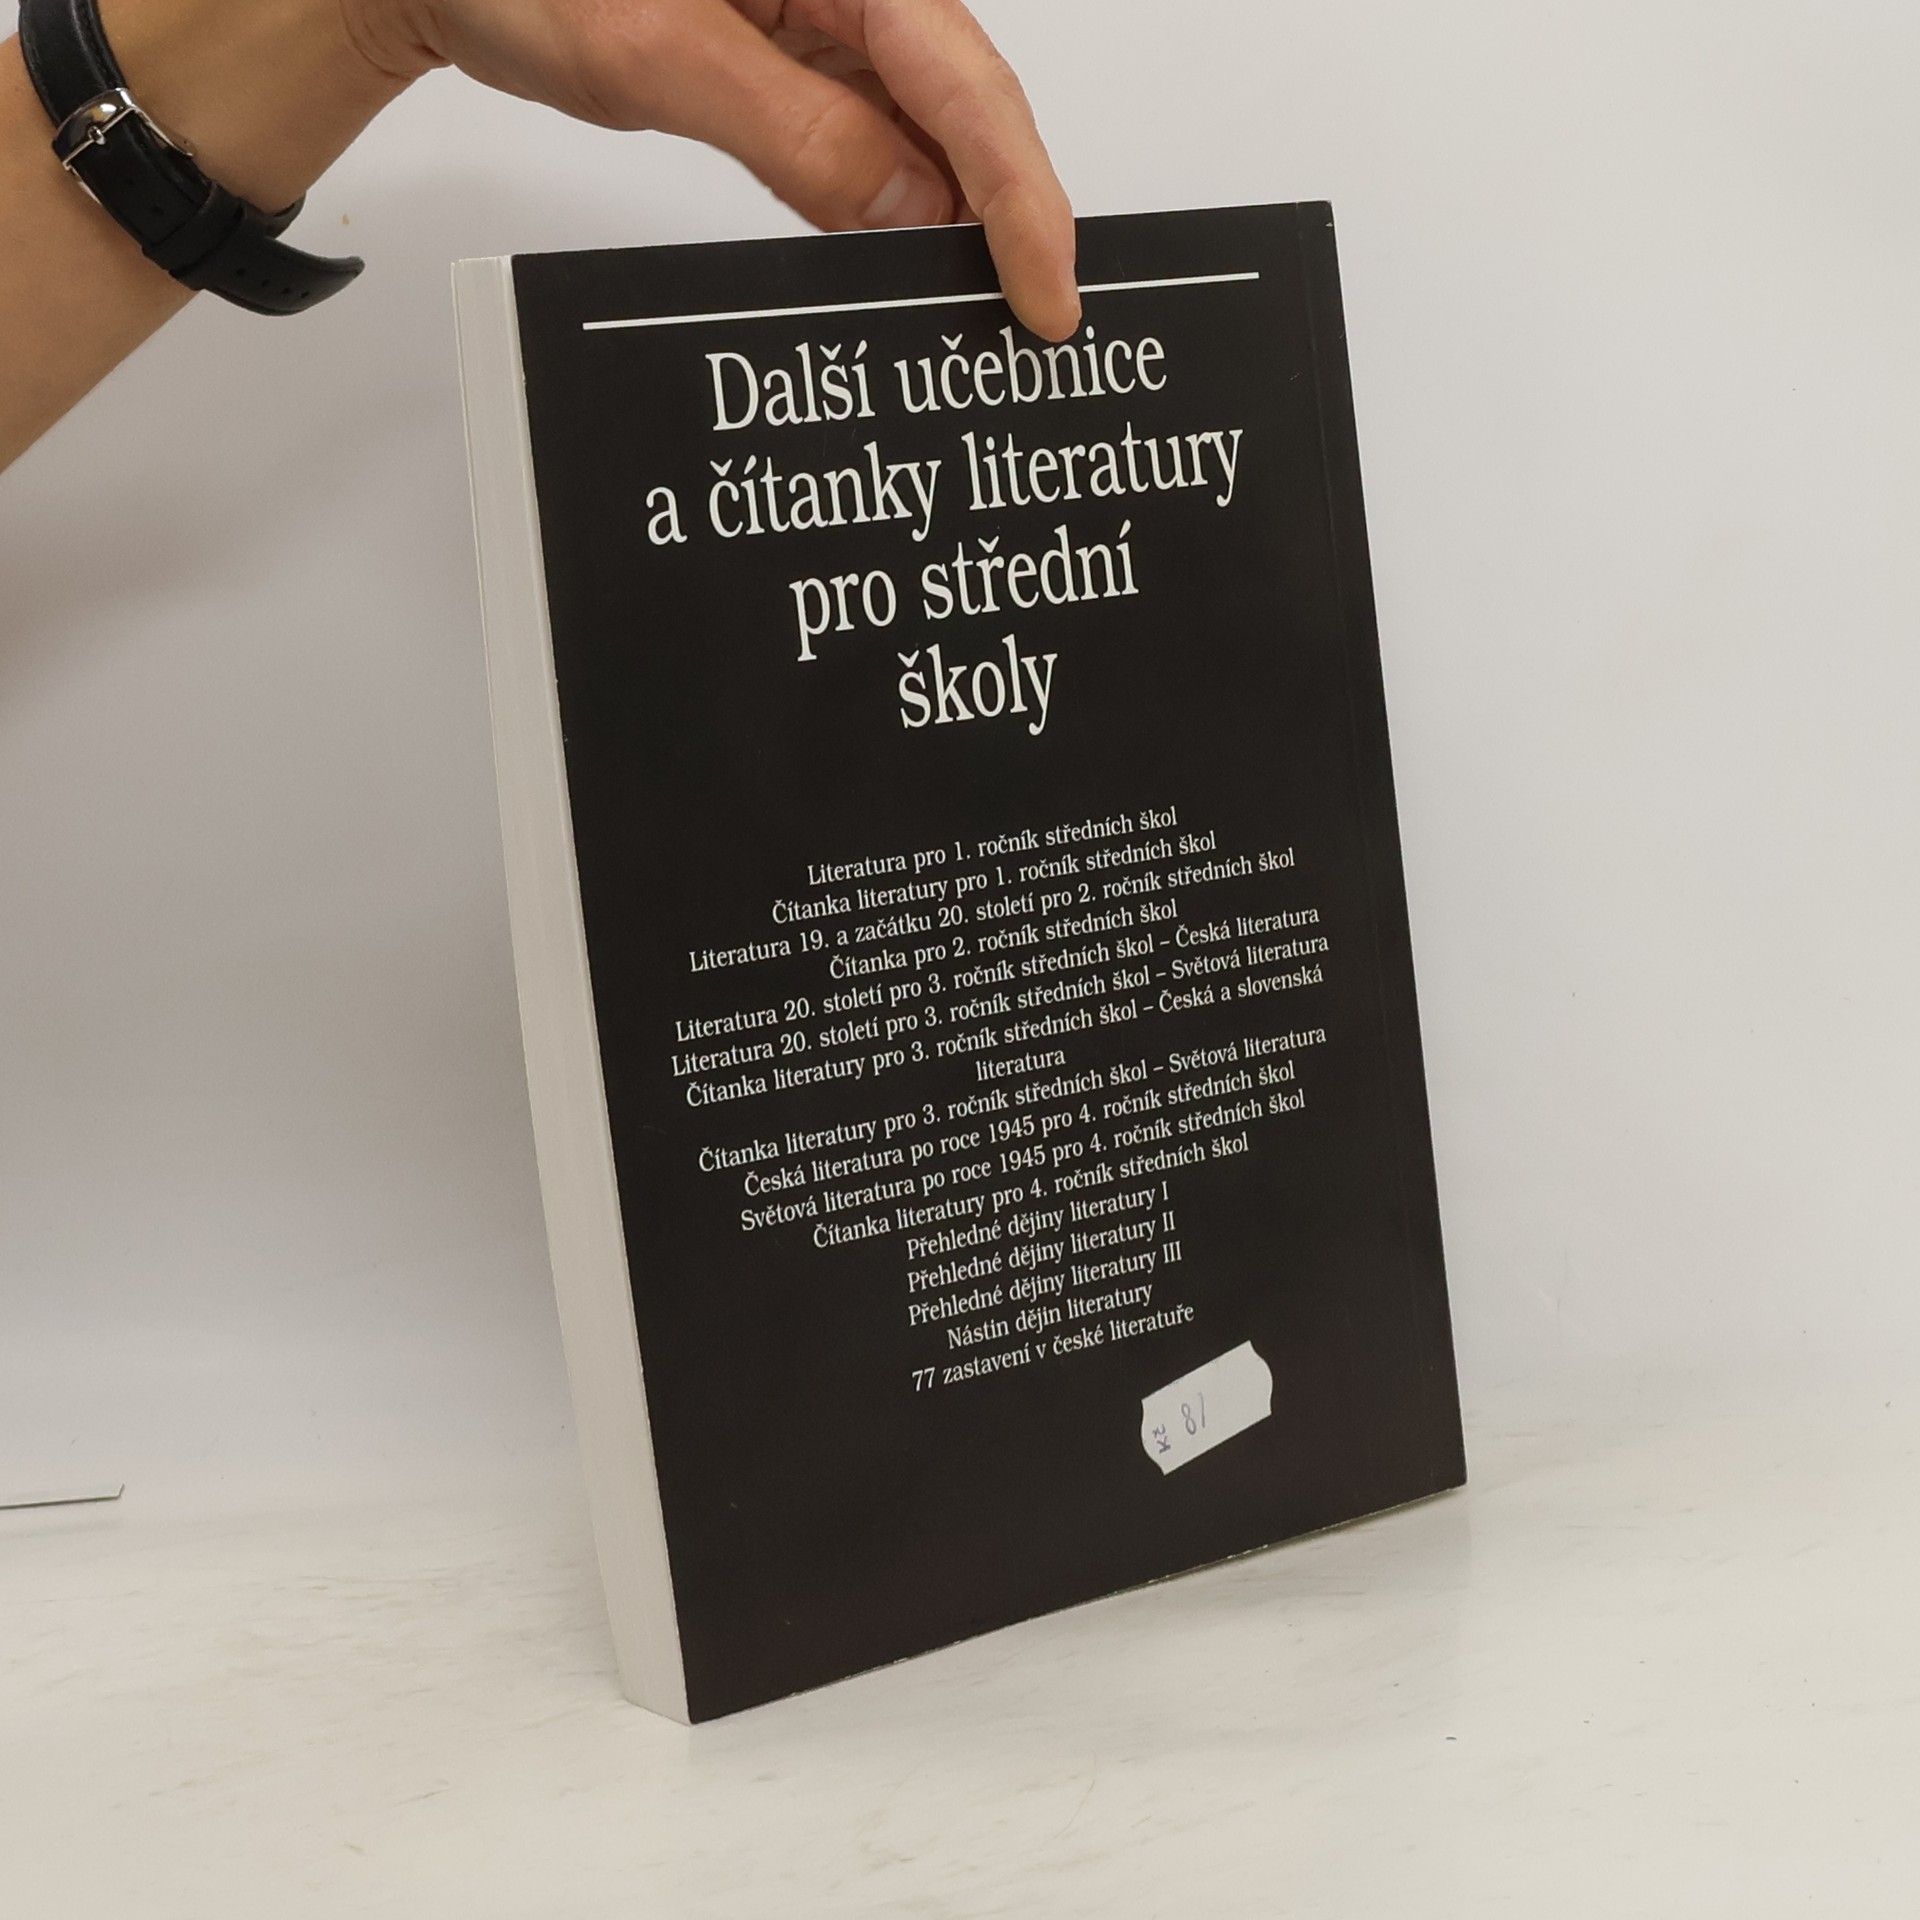 Další učebnice
a čítanky literatury
pro střední
školy
Literatura pro 1. ročník středních škol
Čítanka literatury pro 1. ročník středních škol
Literatura 19. a začátku 20. století pro 2. ročník středních škol
Čítanka pro 2. ročník středních škol
Literatura 20. století pro 3. ročník středních škol – Česká literatura
Literatura 20. století pro 3. ročník středních škol – Světová literatura
Čítanka literatury pro 3. ročník středních škol – Česká a slovenská
literatura
Čítanka literatury pro 3. ročník středních škol – Světová literatura
Česká literatura po roce 1945 pro 4. ročník středních škol
Světová literatura po roce 1945 pro 4. ročník středních škol
Čítanka literatury pro 4. ročník středních škol
Přehledné dějiny literatury I
Přehledné dějiny literatury II
Přehledné dějiny literatury III
Nástin dějin literatury
77 zastavení v české literatuře